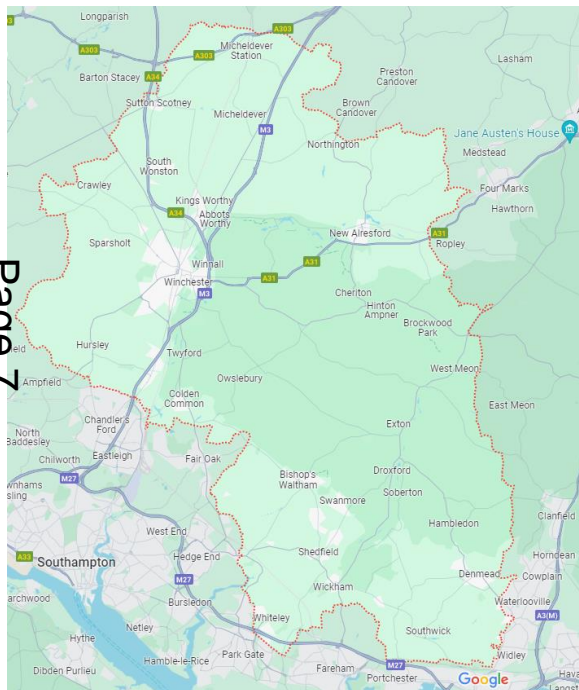 Longparish
A303
Micheldever
Station
A303
A303
Lasham
Barton Stacey
A34
Preston
Candover
Sutton Scotney
Brown
Candover
Micheldever
M3
Jane Austen's House
Northington
Medstead
South
Wonston
Four Marks
Crawley
Kings Worthy
Hawthorn
A34
Abbots
Worthy
New Alresford
A31
Sparsholt
Ropley
Winnall
A31
A31
Winchester
M3
Cheriton
Hinton
Ampner
Brockwood
Park
Page 7
Hursley
Twyford
West Meon
Ampfield
Owslebury
Colden
Common
East Meon
Chandler's
Ford
Exton
North
Baddesley
Eastleigh
Fair Oak
Chilworth
Bishop's
Waltham
Droxford
M27
Soberton
Swanmore
Clanfield
West End
Hambledon
Horndean
A33
Hedge End
Shedfield
Southampton
Denmead
Cowplain
M27
Wickham
Waterlooville
Bursledon
A3(M)
Whiteley
Netley
Southwick
Hythe
Park Gate
Widley
Hamble-le-Rice
Fareham
M27
Portchester
Dibden Purlieu
Google